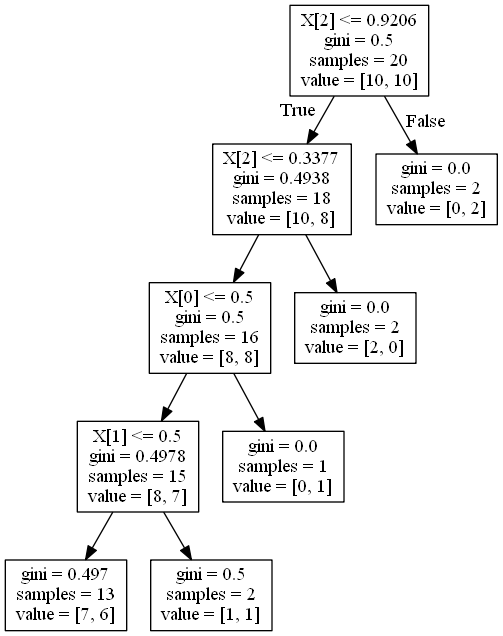 X[2] <= 0.9206
gini = 0.5
samples = 20
value = [10, 10]
True
False
X[2] <= 0.3377
gini = 0.4938
samples = 18
value = [10, 8]
gini = 0.0
samples = 2
value = [0, 2]
X[0] <= 0.5
gini = 0.5
samples = 16
value = [8, 8]
gini = 0.0
samples = 2
value = [2, 0]
X[1] <= 0.5
gini = 0.4978
samples = 15
value = [8, 7]
gini = 0.0
samples = 1
value = [0, 1]
gini = 0.497
samples = 13
value = [7, 6]
gini = 0.5
samples = 2
value = [1, 1]